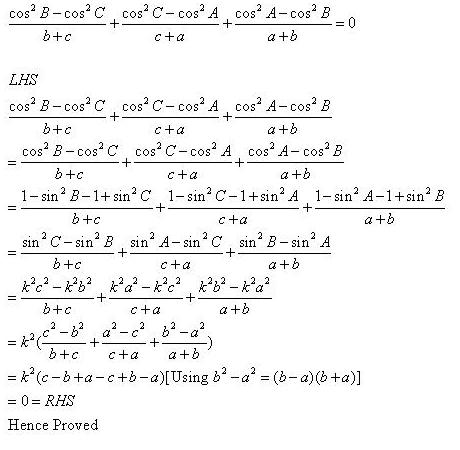 (cos² B − cos² C)/(b+c) + (cos² C − cos² A)/(c+a) + (cos² A − cos² B)/(a+b) = 0
LHS
(cos² B − cos² C)/(b+c) + (cos² C − cos² A)/(c+a) + (cos² A − cos² B)/(a+b)
= (cos² B − cos² C)/(b+c) + (cos² C − cos² A)/(c+a) + (cos² A − cos² B)/(a+b)
= (1−sin² B−1+sin² C)/(b+c) + (1−sin² C−1+sin² A)/(c+a) + (1−sin² A−1+sin² B)/(a+b)
= (sin² C − sin² B)/(b+c) + (sin² A − sin² C)/(c+a) + (sin² B − sin² A)/(a+b)
= (k²c² − k²b²)/(b+c) + (k²a² − k²c²)/(c+a) + (k²b² − k²a²)/(a+b)
= k²((c² − b²)/(b+c) + (a² − c²)/(c+a) + (b² − a²)/(a+b))
= k²(c−b+a−c+b−a)[Using b² − a² = (b−a)(b+a)]
= 0 = RHS
Hence Proved